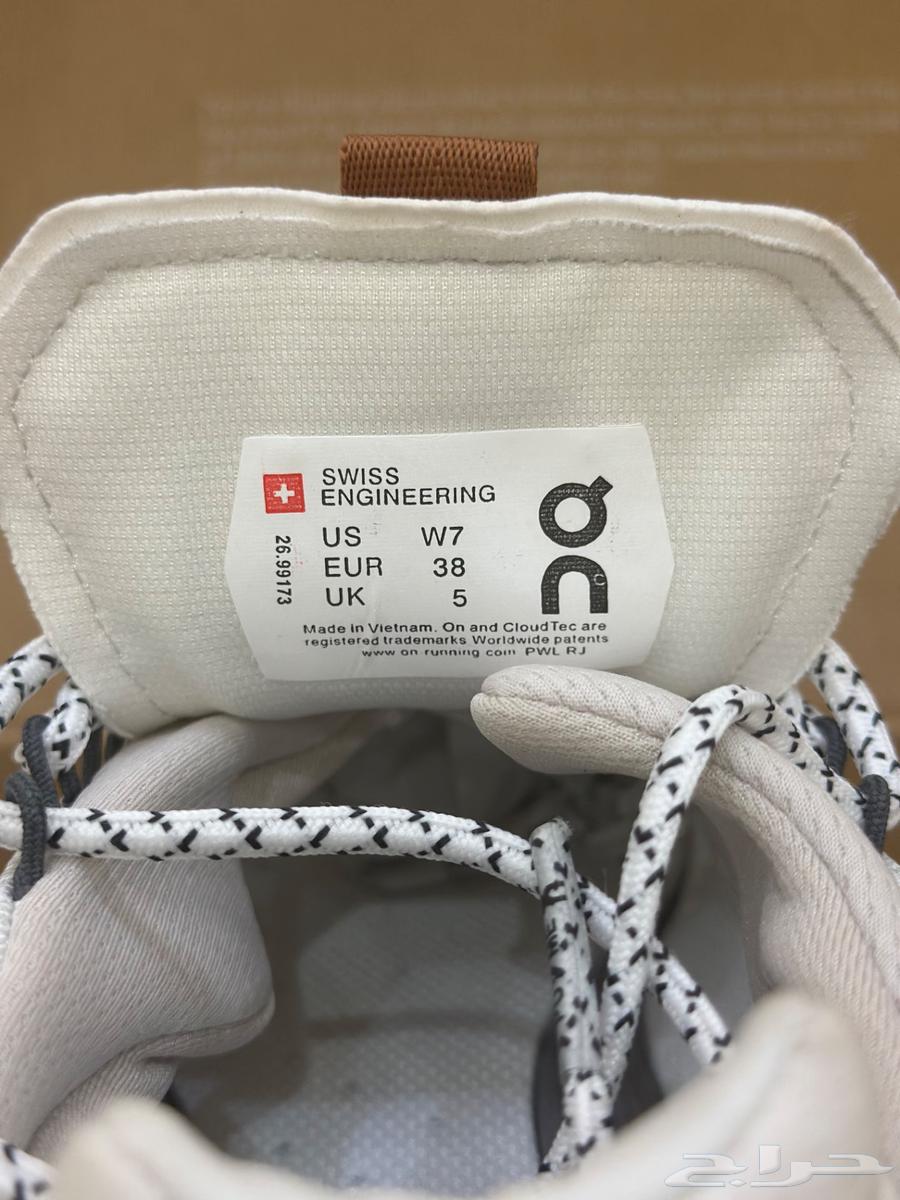 SWISS
ENGINEERING
US W7
EUR 38
UK 5
26.99173
On
Made in Vietnam. On and CloudTec are
registered trademarks Worldwide patents
www on-running com PWL RJ
حراج